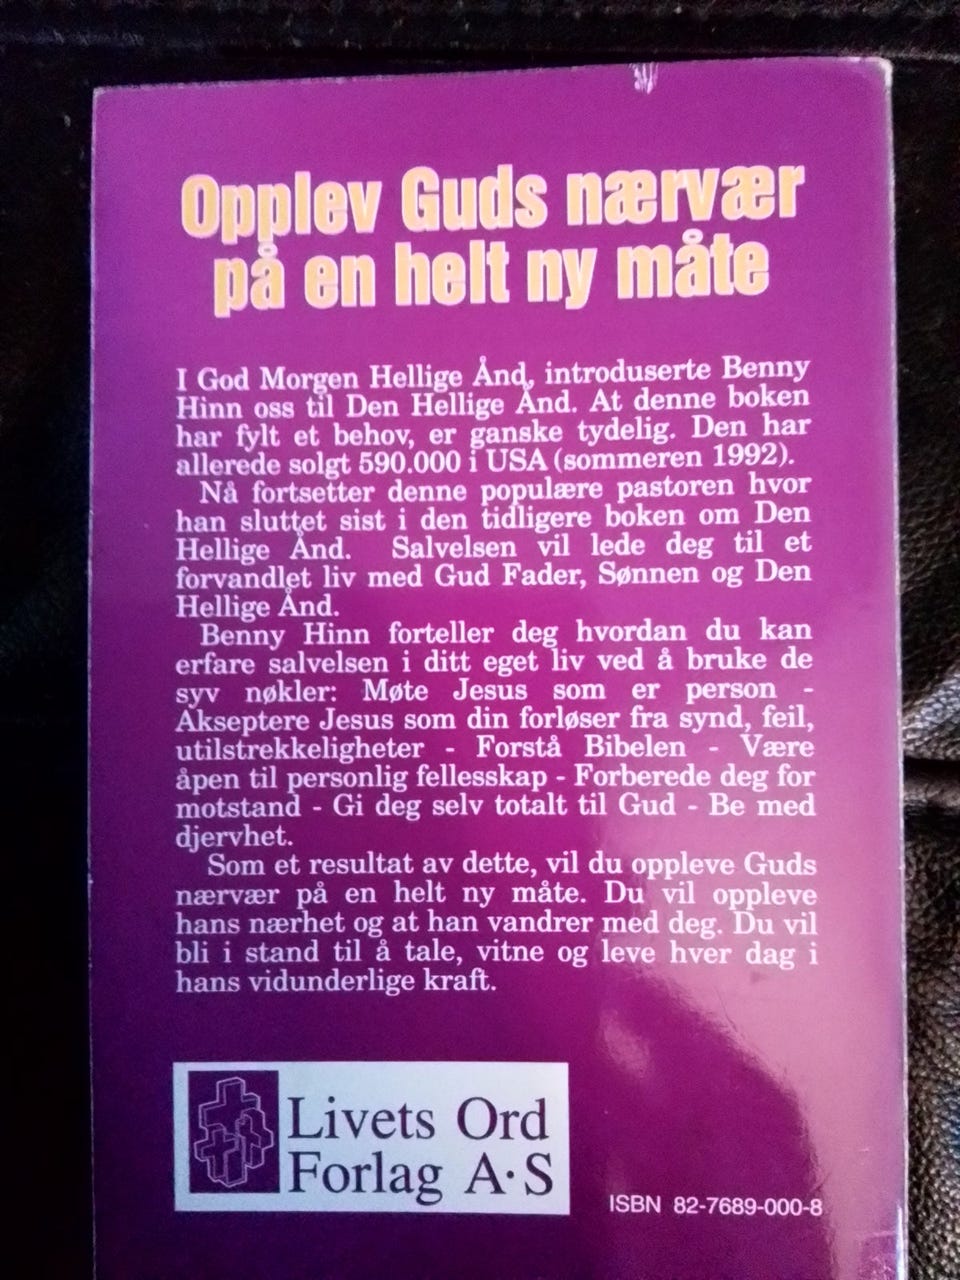 Opplev Guds nærvær
på en helt ny måte
I God Morgen Hellige Ånd, introduserte Benny
Hinn oss til Den Hellige Ånd. At denne boken
har fylt et behov, er ganske tydelig. Den har
allerede solgt 590.000 i USA (sommeren 1992).
Nå fortsetter denne populære pastoren hvor
han sluttet sist i den tidligere boken om Den
Hellige Ånd. Salvelsen vil lede deg til et
forvandlet liv med Gud Fader, Sønnen og Den
Hellige Ånd.
Benny Hinn forteller deg hvordan du kan
erfare salvelsen i ditt eget liv ved å bruke de
syv nøkler: Møte Jesus som er person -
Akseptere Jesus som din forløser fra synd, feil,
utilstrekkeligheter - Forstå Bibelen - Være
åpen til personlig fellesskap - Forberede deg for
motstand - Gi deg selv totalt til Gud - Be med
djervhet.
Som et resultat av dette, vil du oppleve Guds
nærvær på en helt ny måte. Du vil oppleve
hans nærhet og at han vandrer med deg. Du vil
bli i stand til å tale, vitne og leve hver dag i
hans vidunderlige kraft.
Livets Ord
Forlag A·S
ISBN 82-7689-000-8